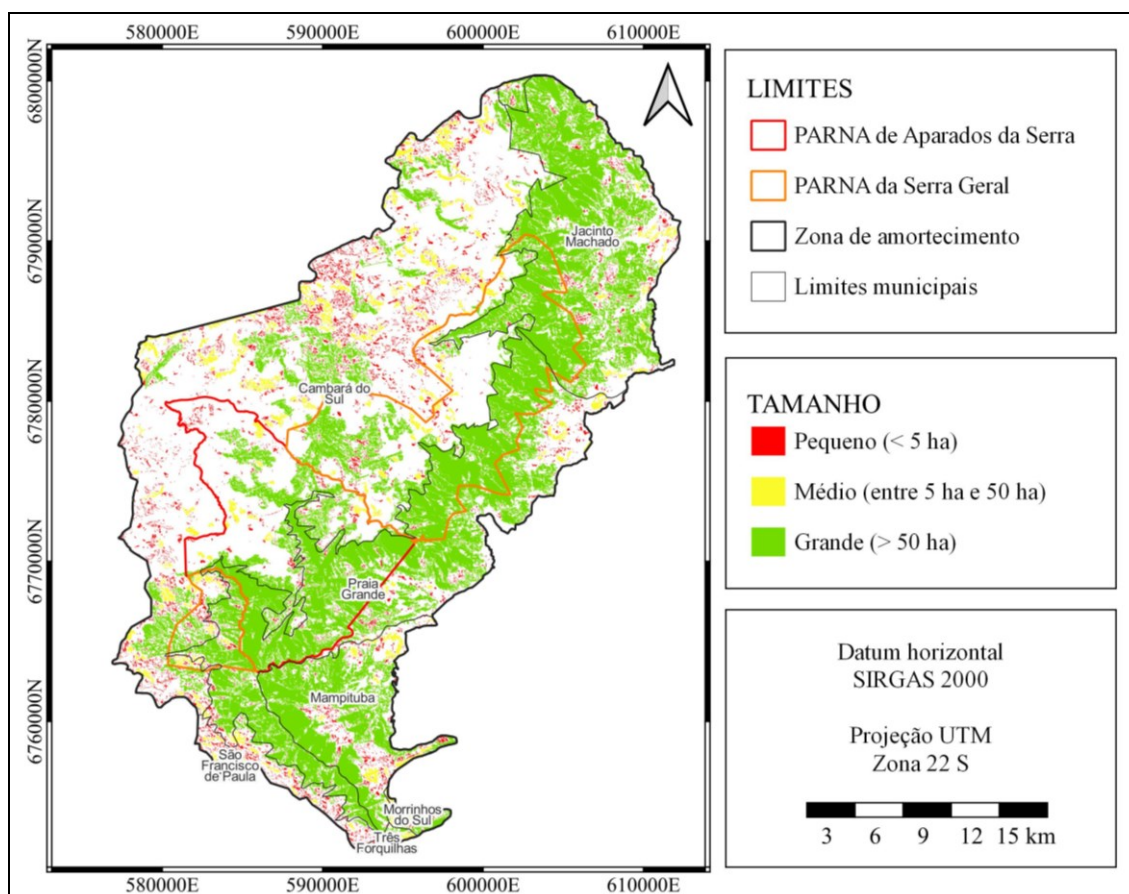 580000E 590000E 600000E 610000E
6800000N
6790000N
6780000N
6770000N
6760000N
Jacinto
Machado
Cambará do
Sul
Praia
Grande
Mampituba
São
Francisco
de Paula
Morrinhos
do Sul
Três
Forquilhas
580000E 590000E 600000E 610000E
LIMITES
PARNA de Aparados da Serra
PARNA da Serra Geral
Zona de amortecimento
Limites municipais
TAMANHO
Pequeno (< 5 ha)
Médio (entre 5 ha e 50 ha)
Grande (> 50 ha)
Datum horizontal
SIRGAS 2000
Projeção UTM
Zona 22 S
3 6 9 12 15 km